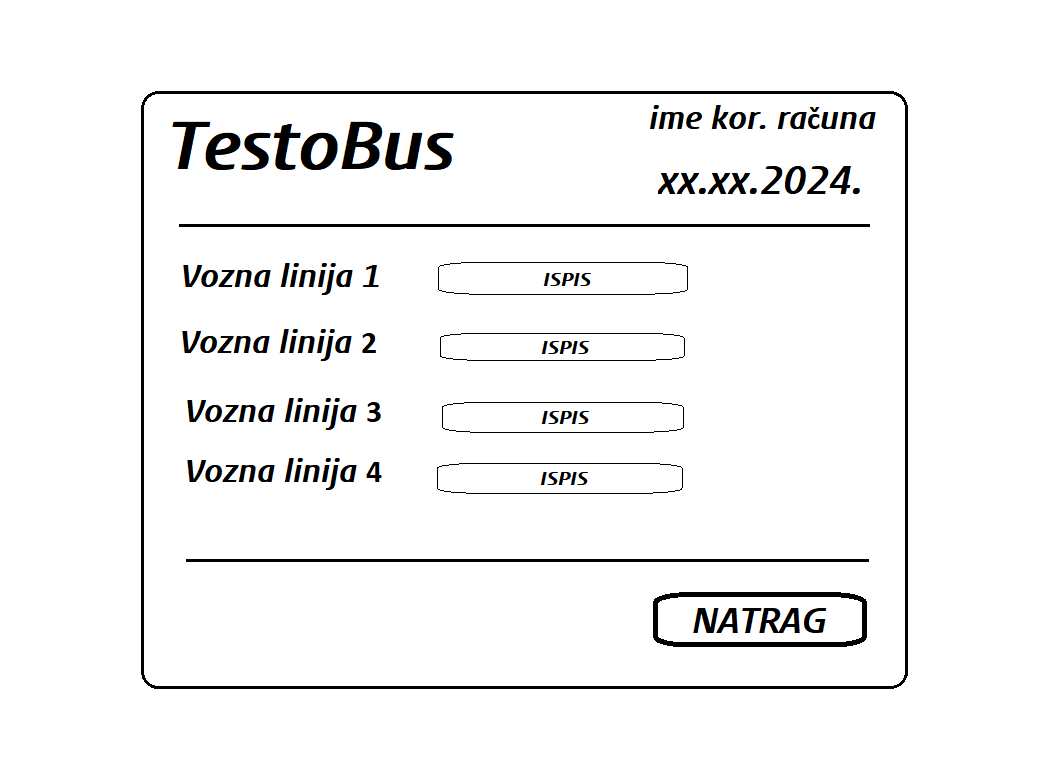 TestoBus
ime kor. računa
xx.xx.2024.
Vozna linija 1 ISPIS
Vozna linija 2 ISPIS
Vozna linija 3 ISPIS
Vozna linija 4 ISPIS
NATRAG